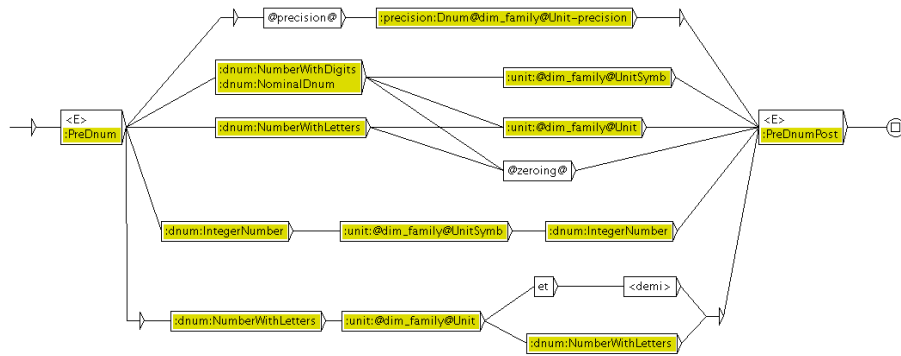 @precision@
:precision:Dnum@dim_family@Unit-precision
:dnum:NumberWithDigits
:dnum:NominalDnum
:unit:@dim_family@UnitSymb
<E>
:PreDnum
:dnum:NumberWithLetters
:unit:@dim_family@Unit
<E>
:PreDnumPost
@zeroing@
:dnum:IntegerNumber
:unit:@dim_family@UnitSymb
:dnum:IntegerNumber
et
<demi>
:dnum:NumberWithLetters
:unit:@dim_family@Unit
:dnum:NumberWithLetters